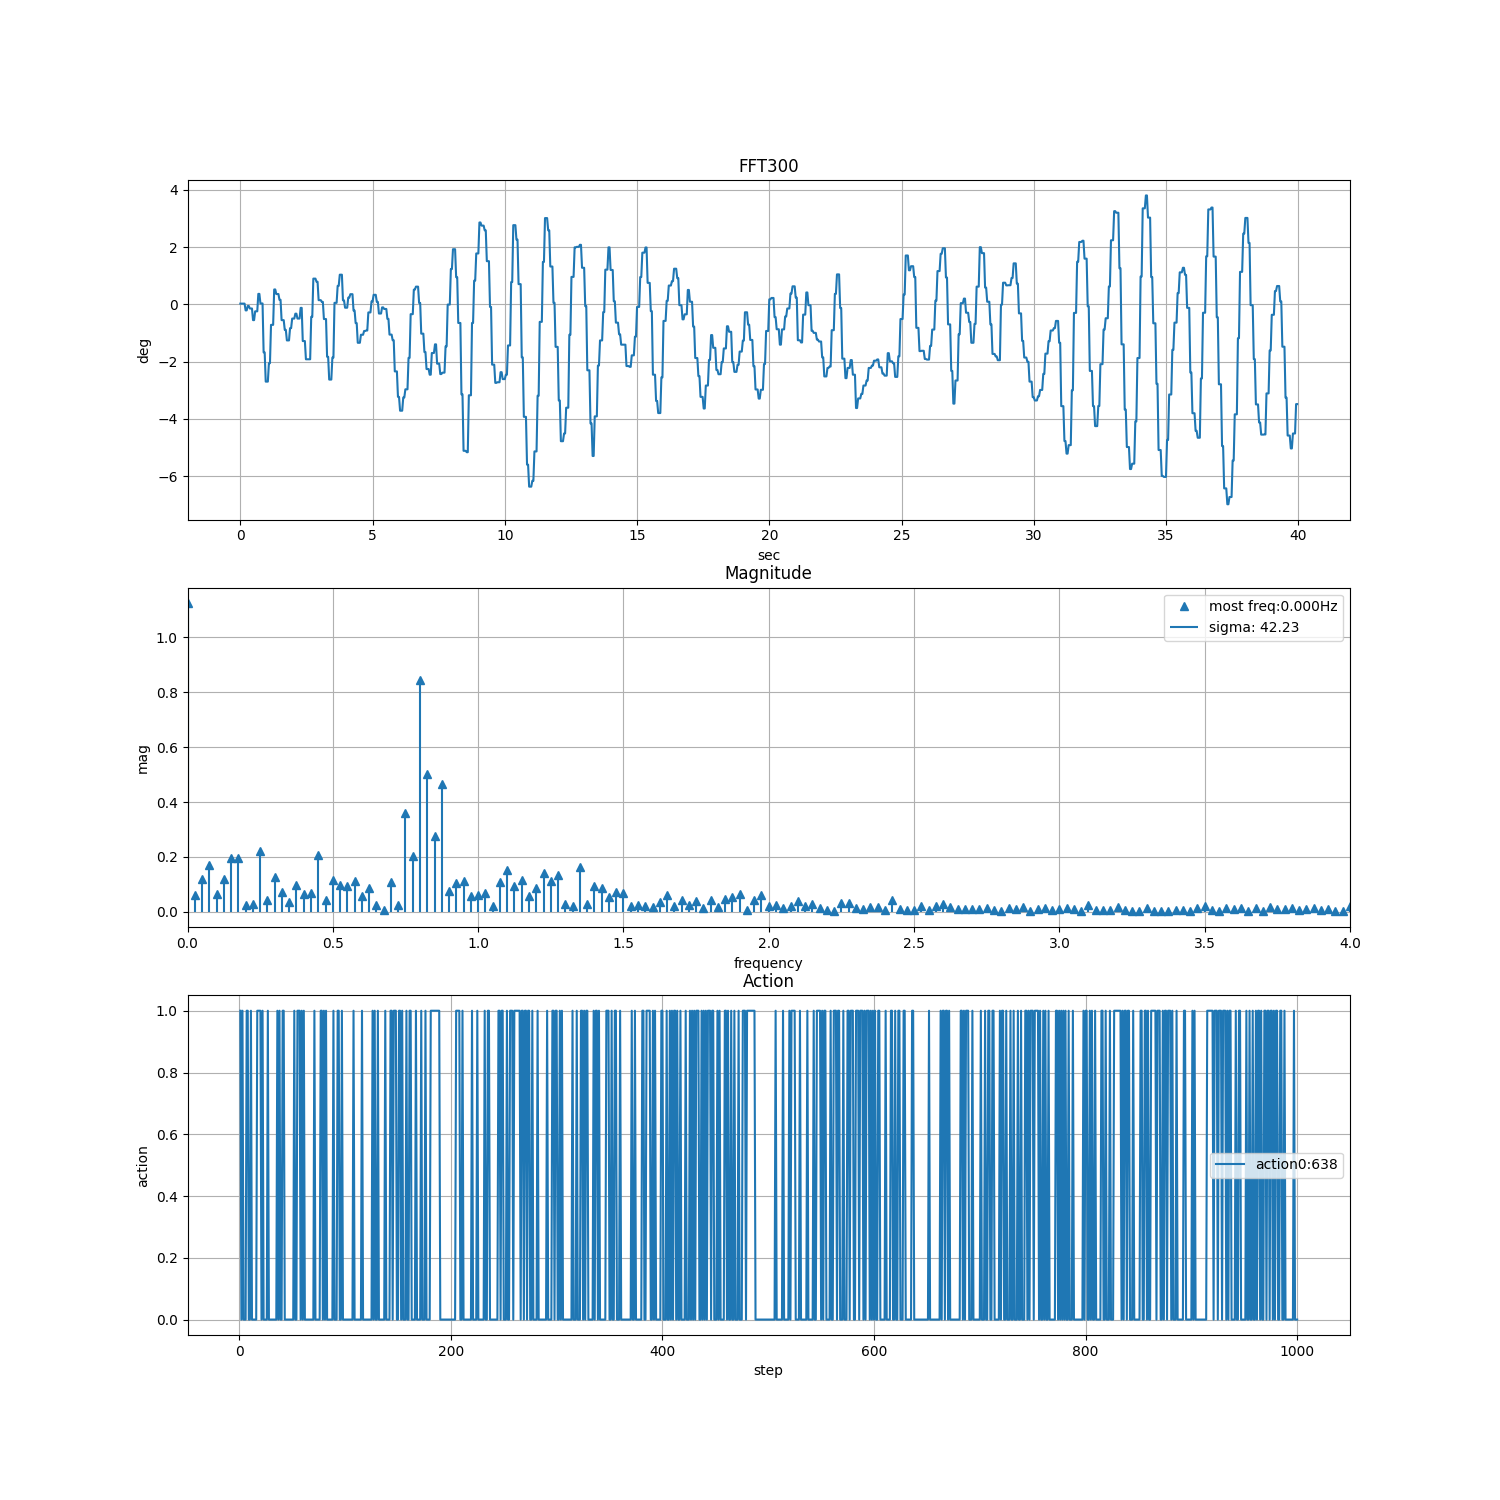 FFT300
4
2
0
−2
−4
−6
deg
0 5 10 15 20 25 30 35 40
sec
Magnitude
most freq:0.000Hz
sigma: 42.23
1.0
0.8
0.6
0.4
0.2
0.0
mag
0.0 0.5 1.0 1.5 2.0 2.5 3.0 3.5 4.0
frequency
Action
1.0
0.8
0.6
0.4
0.2
0.0
action
action0:638
0 200 400 600 800 1000
step